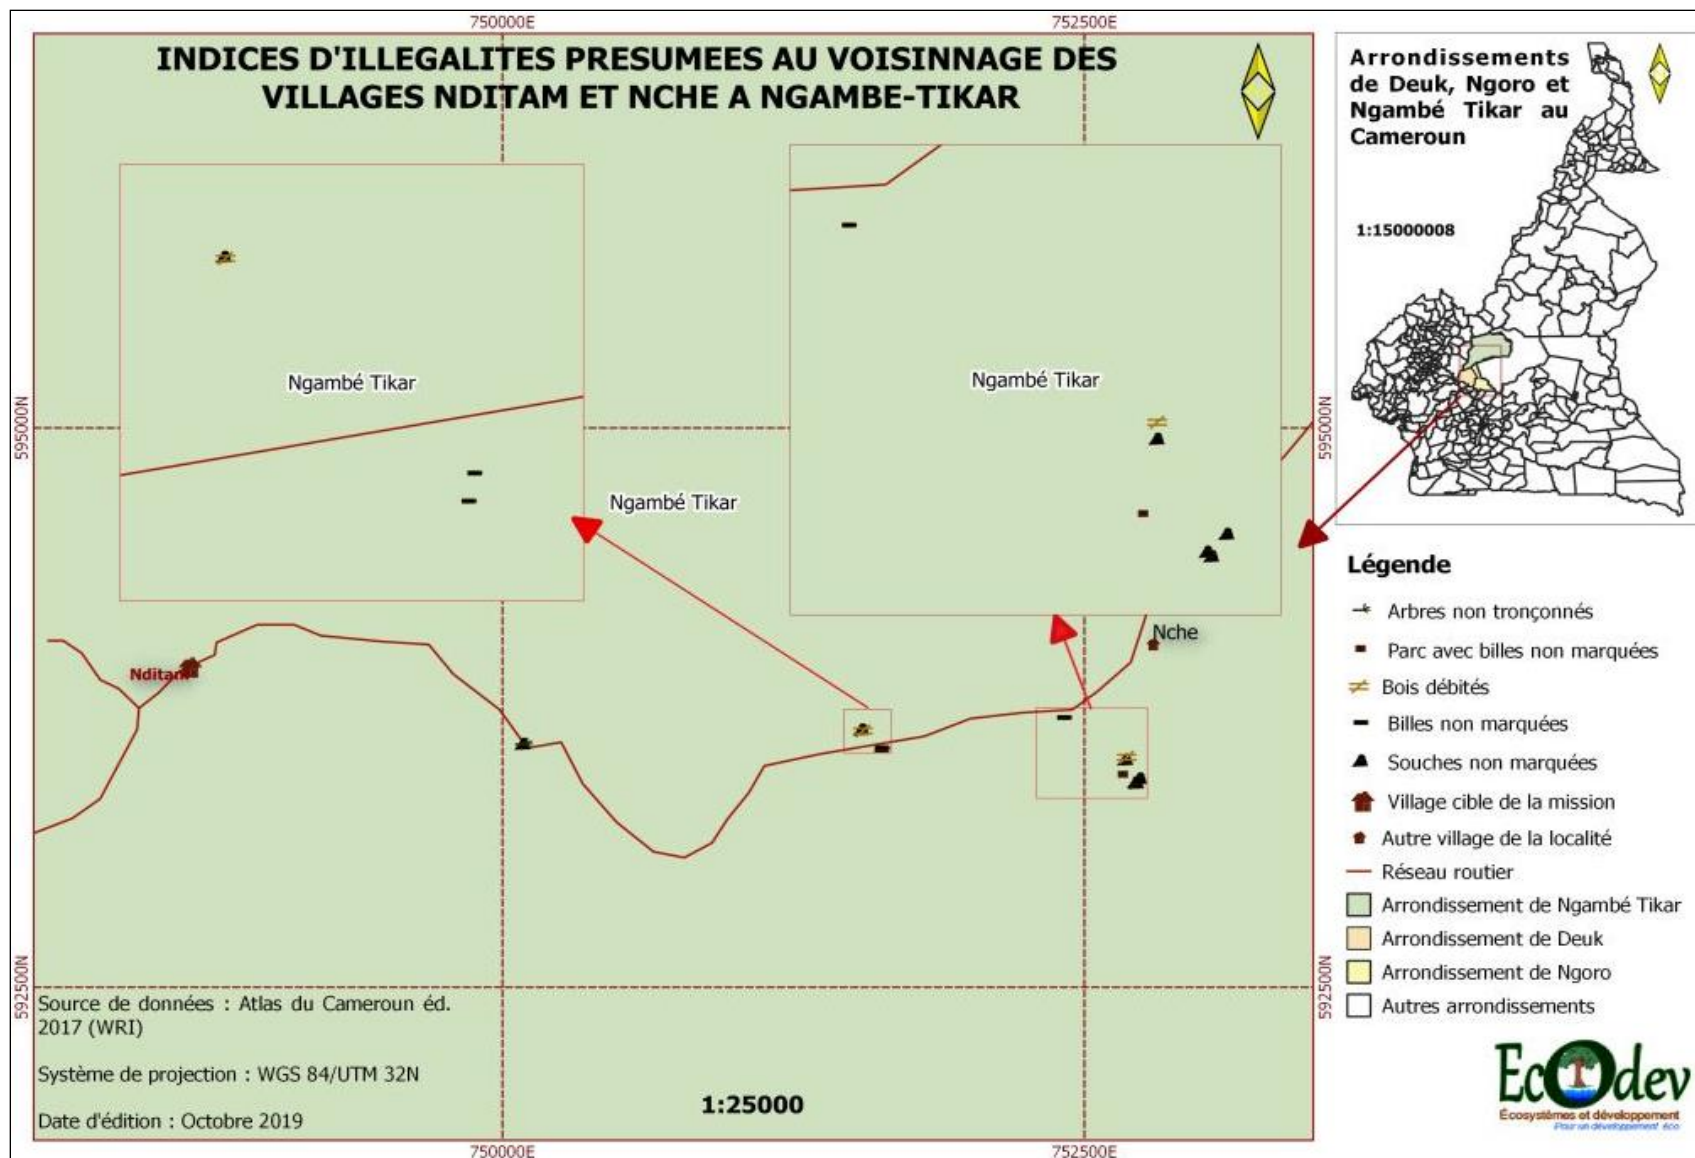 750000E
752500E
INDICES D'ILLEGALITES PRESUMEES AU VOISINNAGE DES
VILLAGES NDITAM ET NCHE A NGAMBE-TIKAR
Arrondissements
de Deuk, Ngoro et
Ngambé Tikar au
Cameroun
1:15000008
Ngambé Tikar
Ngambé Tikar
595000N
595000N
Ngambé Tikar
Nche
Nditam
Légende
Arbres non tronçonnés
Parc avec billes non marquées
Bois débités
Billes non marquées
Souches non marquées
Village cible de la mission
Autre village de la localité
Réseau routier
Arrondissement de Ngambé Tikar
Arrondissement de Deuk
Arrondissement de Ngoro
Autres arrondissements
592500N
592500N
Source de données : Atlas du Cameroun éd.
2017 (WRI)
Système de projection : WGS 84/UTM 32N
Date d'édition : Octobre 2019
1:25000
EcOdev
Écosystèmes et développement
Pour un développement éco
750000E
752500E